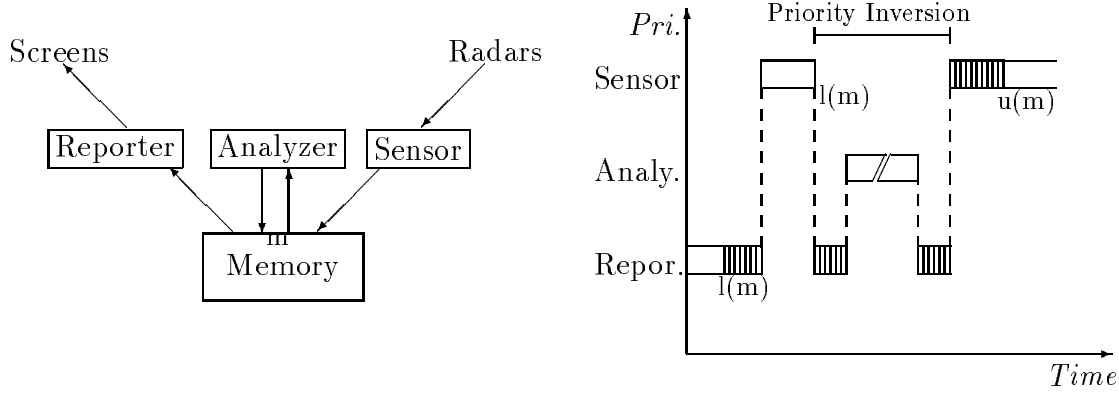 Screens
Radars
Reporter
Analyzer
Sensor
m
Memory
Pri.
Priority Inversion
Sensor
l(m)
u(m)
Analy.
Repor.
l(m)
Time